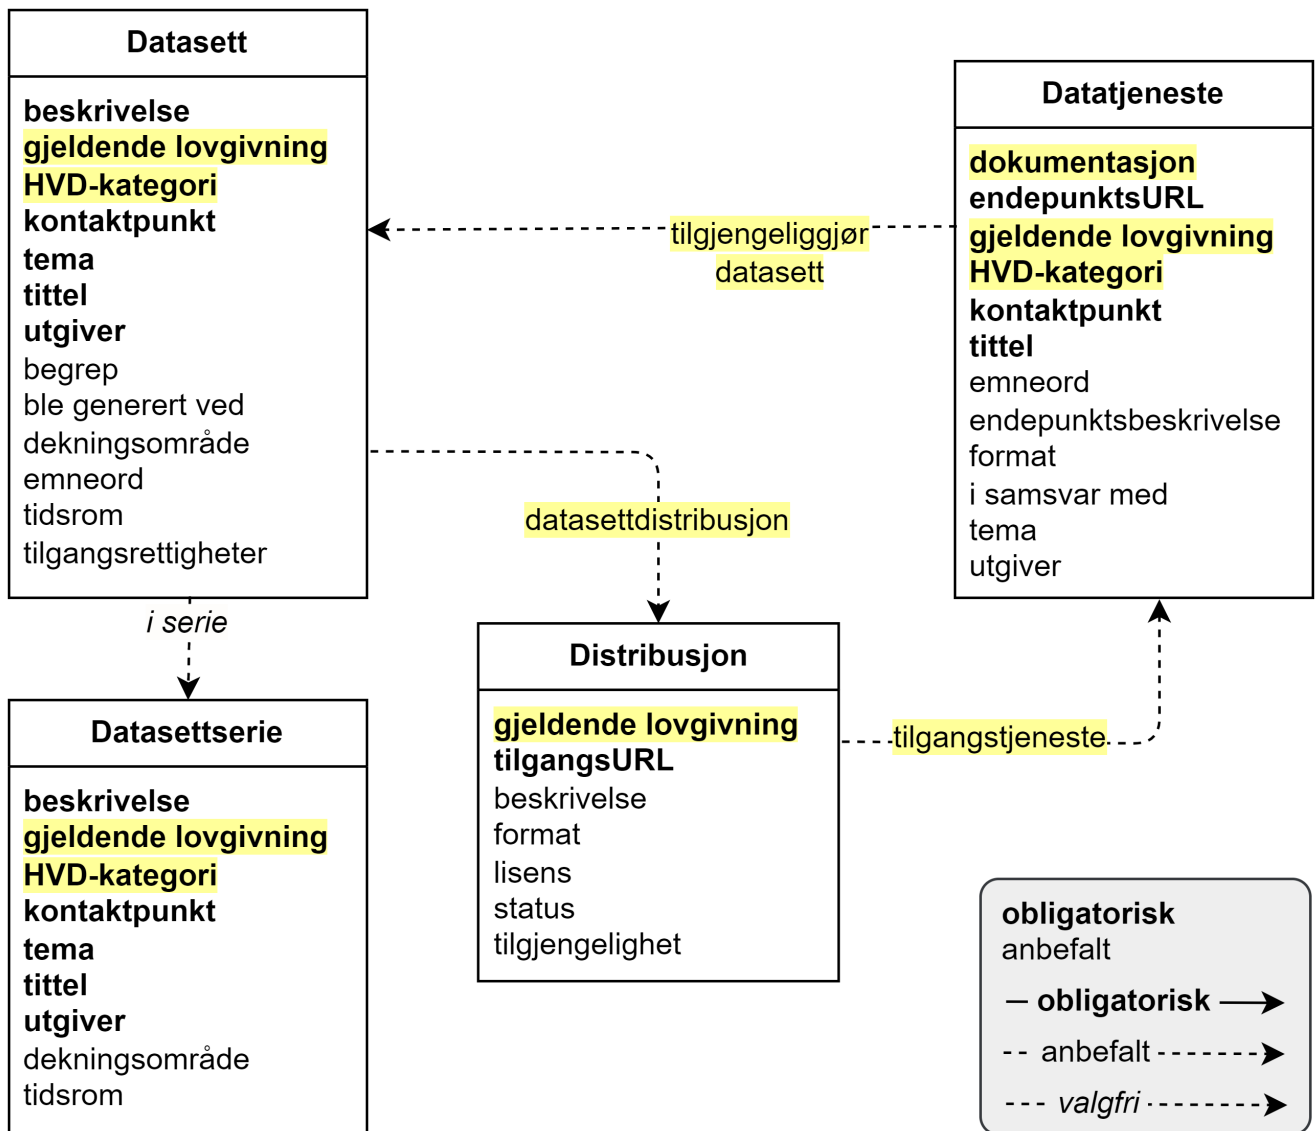 Datasett
beskrivelse
gjeldende lovgivning
HVD-kategori
kontaktpunkt
tema
tittel
utgiver
begrep
ble generert ved
dekningsområde
emneord
tidsrom
tilgangsrettigheter
i serie
Datasettserie
beskrivelse
gjeldende lovgivning
HVD-kategori
kontaktpunkt
tema
tittel
utgiver
dekningsområde
tidsrom
tilgjengeliggjør
datasett
datasettdistribusjon
Distribusjon
gjeldende lovgivning
tilgangsURL
beskrivelse
format
lisens
status
tilgjengelighet
tilgangstjeneste
Datatjeneste
dokumentasjon
endepunktsURL
gjeldende lovgivning
HVD-kategori
kontaktpunkt
tittel
emneord
endepunktsbeskrivelse
format
i samsvar med
tema
utgiver
obligatorisk
anbefalt
obligatorisk
anbefalt
valgfri